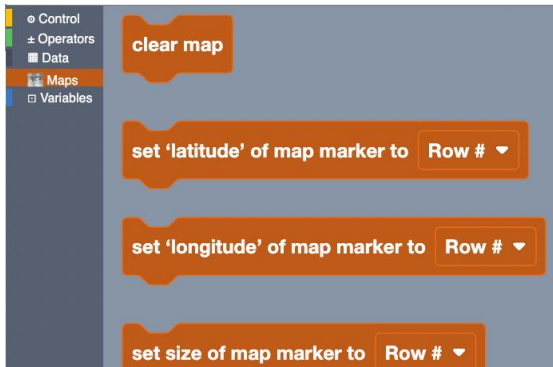 Control
± Operators
Data
Maps
Variables
clear map
set ‘latitude’ of map marker to Row #
set ‘longitude’ of map marker to Row #
set size of map marker to Row #